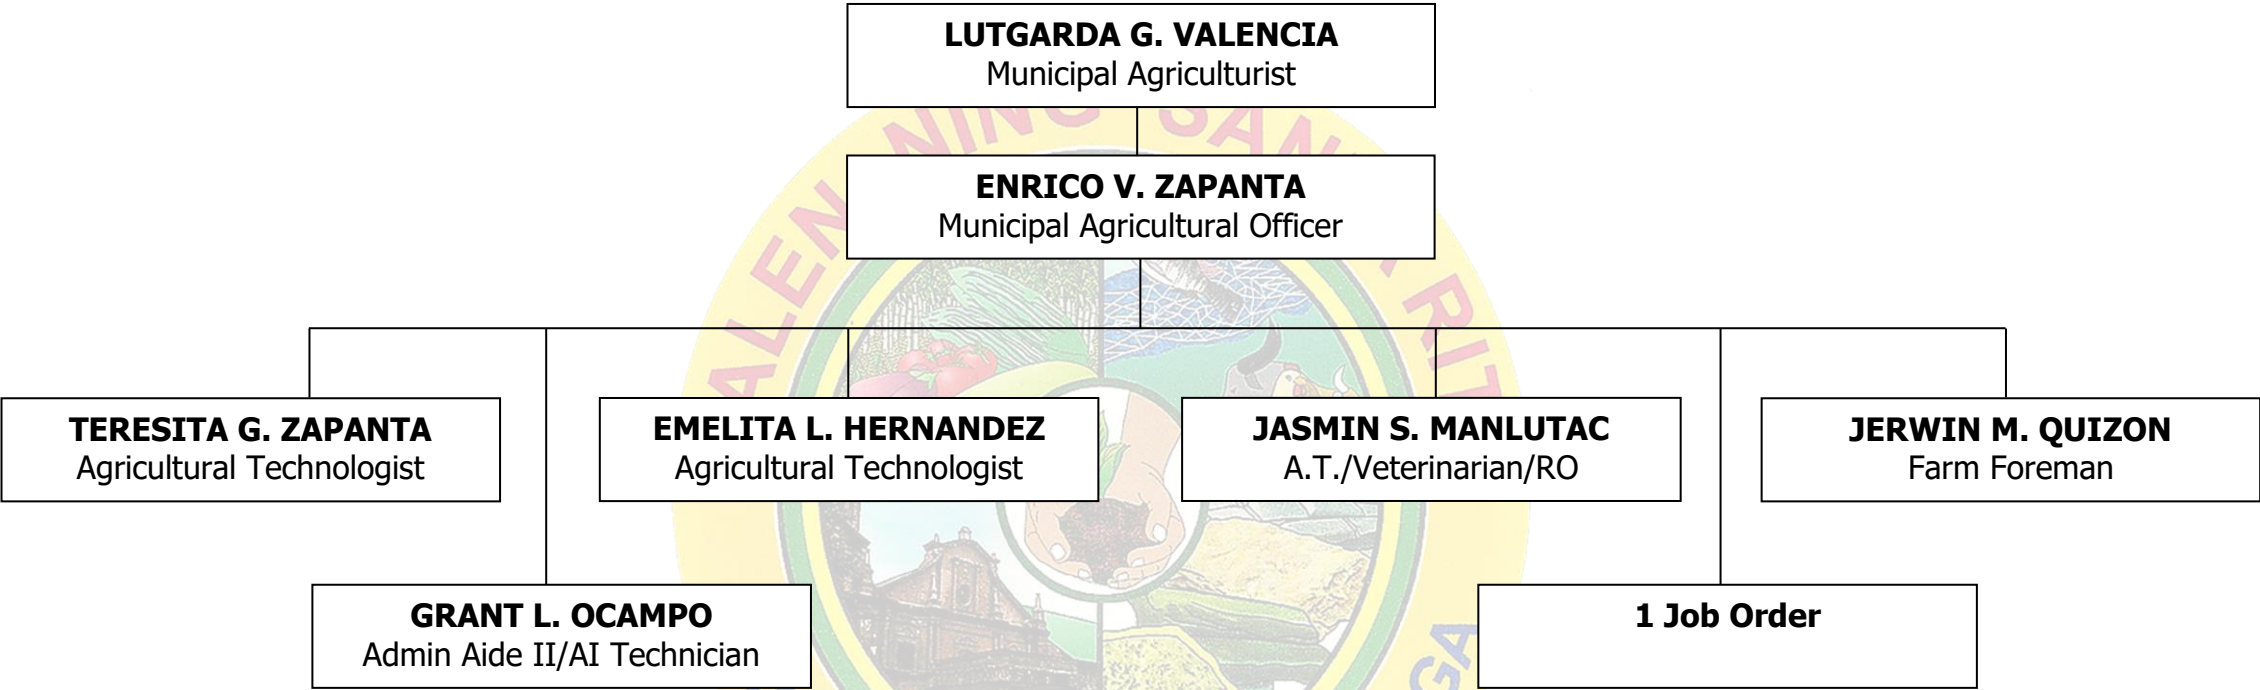 LUTGARDA G. VALENCIA
Municipal Agriculturist
ENRICO V. ZAPANTA
Municipal Agricultural Officer
TERESITA G. ZAPANTA
Agricultural Technologist
EMELITA L. HERNANDEZ
Agricultural Technologist
JASMIN S. MANLUTAC
A.T./Veterinarian/RO
JERWIN M. QUIZON
Farm Foreman
GRANT L. OCAMPO
Admin Aide II/AI Technician
1 Job Order
NING